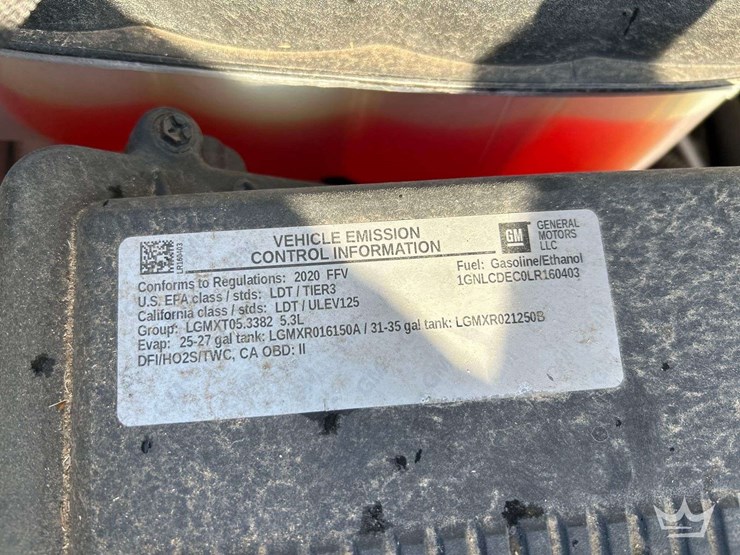 VEHICLE EMISSION
CONTROL INFORMATION
LR160403
GM
GENERAL
MOTORS
LLC
Conforms to Regulations: 2020 FFV
Fuel: Gasoline/Ethanol
U.S. EPA class / stds: LDT / TIER3
1GNLCDEC0LR160403
California class / stds: LDT / ULEV125
Group: LGMXT05.3382 5.3L
Evap: 25-27 gal tank: LGMXR016150A / 31-35 gal tank: LGMXR021250B
DFI/HO2S/TWC, CA OBD: II